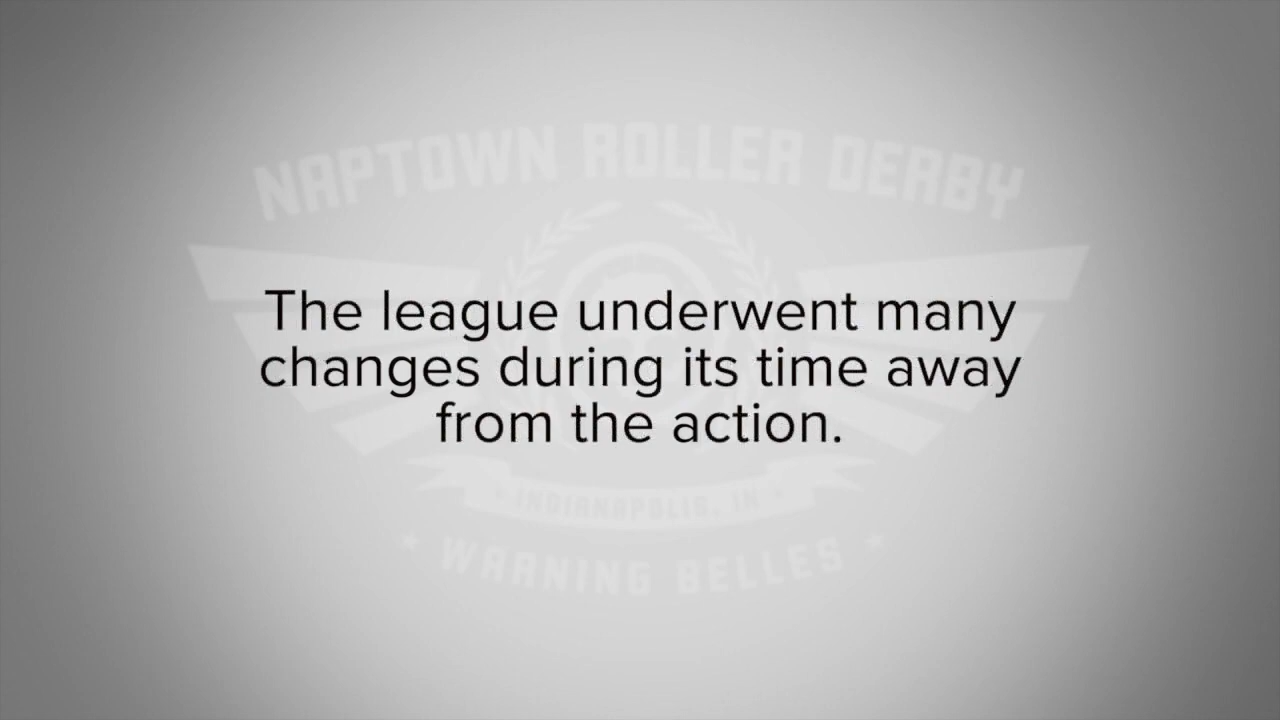 NAPTOWN ROLLER DERBY
The league underwent many
changes during its time away
from the action.
INDIANAPOLIS, IN
WARNING BELLES